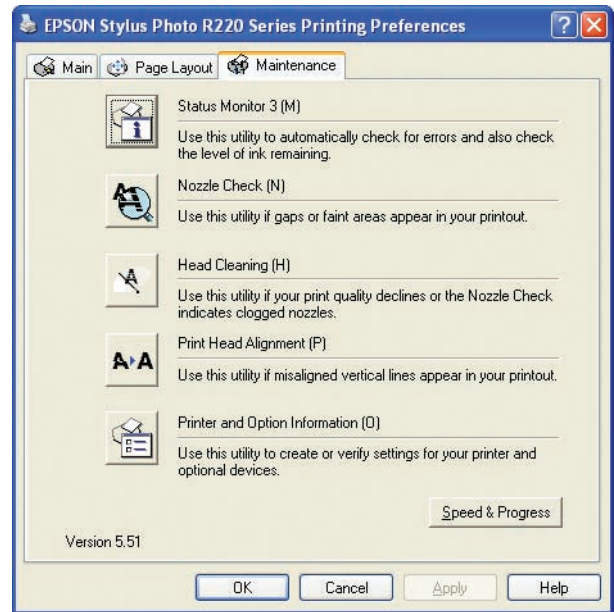 EPSON Stylus Photo R220 Series Printing Preferences
Main Page Layout Maintenance
Status Monitor 3 (M)
Use this utility to automatically check for errors and also check
the level of ink remaining.
Nozzle Check (N)
Use this utility if gaps or faint areas appear in your printout.
Head Cleaning (H)
Use this utility if your print quality declines or the Nozzle Check
indicates clogged nozzles.
Print Head Alignment (P)
Use this utility if misaligned vertical lines appear in your printout.
Printer and Option Information (O)
Use this utility to create or verify settings for your printer and
optional devices.
Speed & Progress
Version 5.51
OK Cancel Apply Help